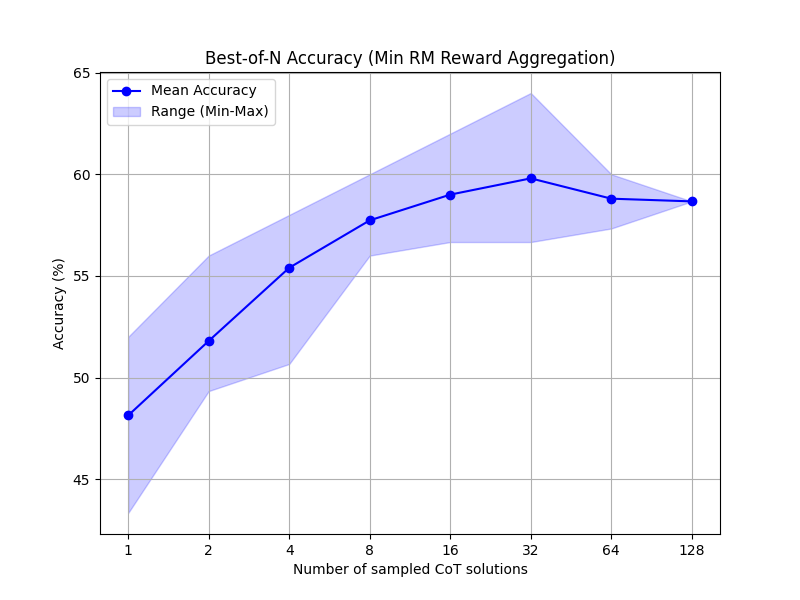 Best-of-N Accuracy (Min RM Reward Aggregation)
Mean Accuracy
Range (Min-Max)
Accuracy (%)
65
60
55
50
45
1 2 4 8 16 32 64 128
Number of sampled CoT solutions